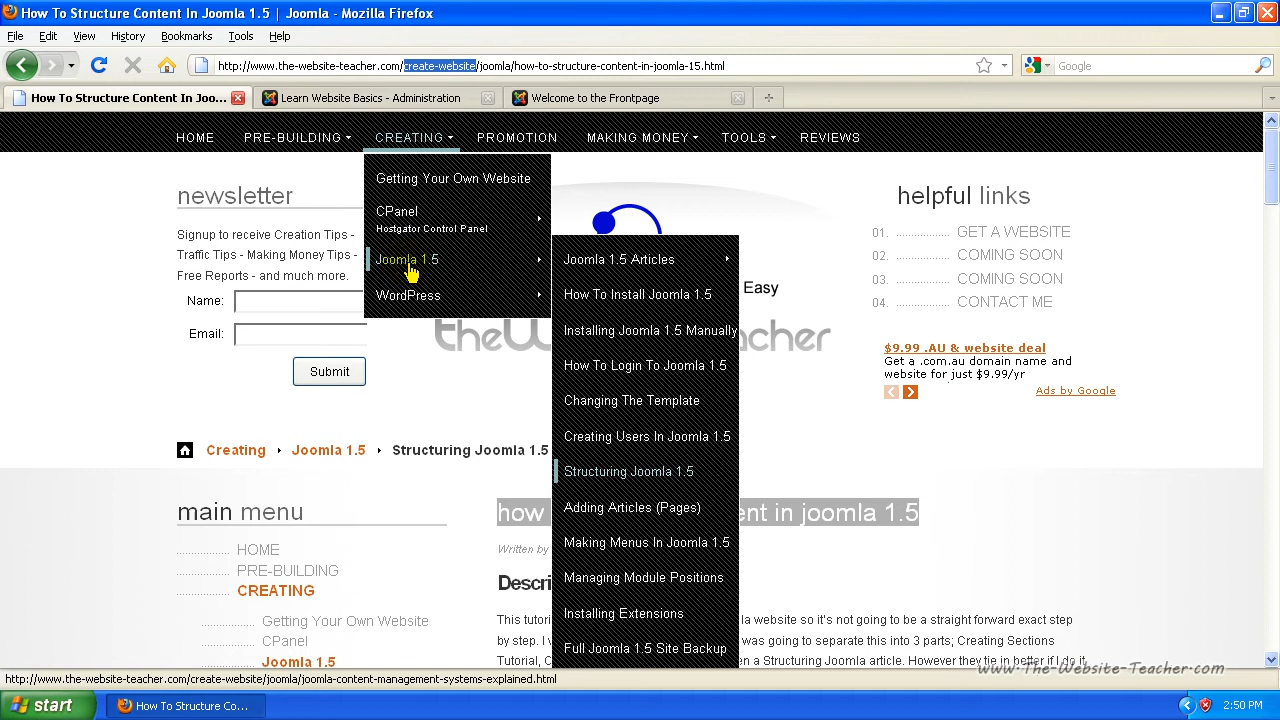 How To Structure Content In Joomla 1.5 | Joomla - Mozilla Firefox
File Edit View History Bookmarks Tools Help
http://www.the-website-teacher.com/create-website/joomla/how-to-structure-content-in-joomla-15.html
Google
How To Structure Content In Joo...
Learn Website Basics - Administration
Welcome to the Frontpage
HOME PRE-BUILDING CREATING PROMOTION MAKING MONEY TOOLS REVIEWS
newsletter
Signup to receive Creation Tips -
Traffic Tips - Making Money Tips -
Free Reports - and much more.
Name:
Email:
Submit
Getting Your Own Website
CPanel
Hostgator Control Panel
Joomla 1.5
WordPress
Joomla 1.5 Articles
How To Install Joomla 1.5
Installing Joomla 1.5 Manually
How To Login To Joomla 1.5
Changing The Template
Creating Users In Joomla 1.5
Structuring Joomla 1.5
Adding Articles (Pages)
Making Menus In Joomla 1.5
Managing Module Positions
Installing Extensions
Full Joomla 1.5 Site Backup
Easy
theW Teacher
helpful links
01. GET A WEBSITE
02. COMING SOON
03. COMING SOON
04. CONTACT ME
$9.99 .AU & website deal
Get a .com.au domain name and
website for just $9.99/yr
Ads by Google
Creating Joomla 1.5 Structuring Joomla 1.5
main menu
HOME
PRE-BUILDING
CREATING
Getting Your Own Website
CPanel
Joomla 1.5
how ent in joomla 1.5
Written by
Descri
This tutori la website so it's not going to be a straight forward exact step
by step. I v was going to separate this into 3 parts; Creating Sections
Tutorial, C en a Structuring Joomla article. However they tie in better if I do it
www.The-Website-Teacher.com
http://www.the-website-teacher.com/create-website/joomla/joomla-content-management-systems-explained.html
start
How To Structure Co...
2:50 PM